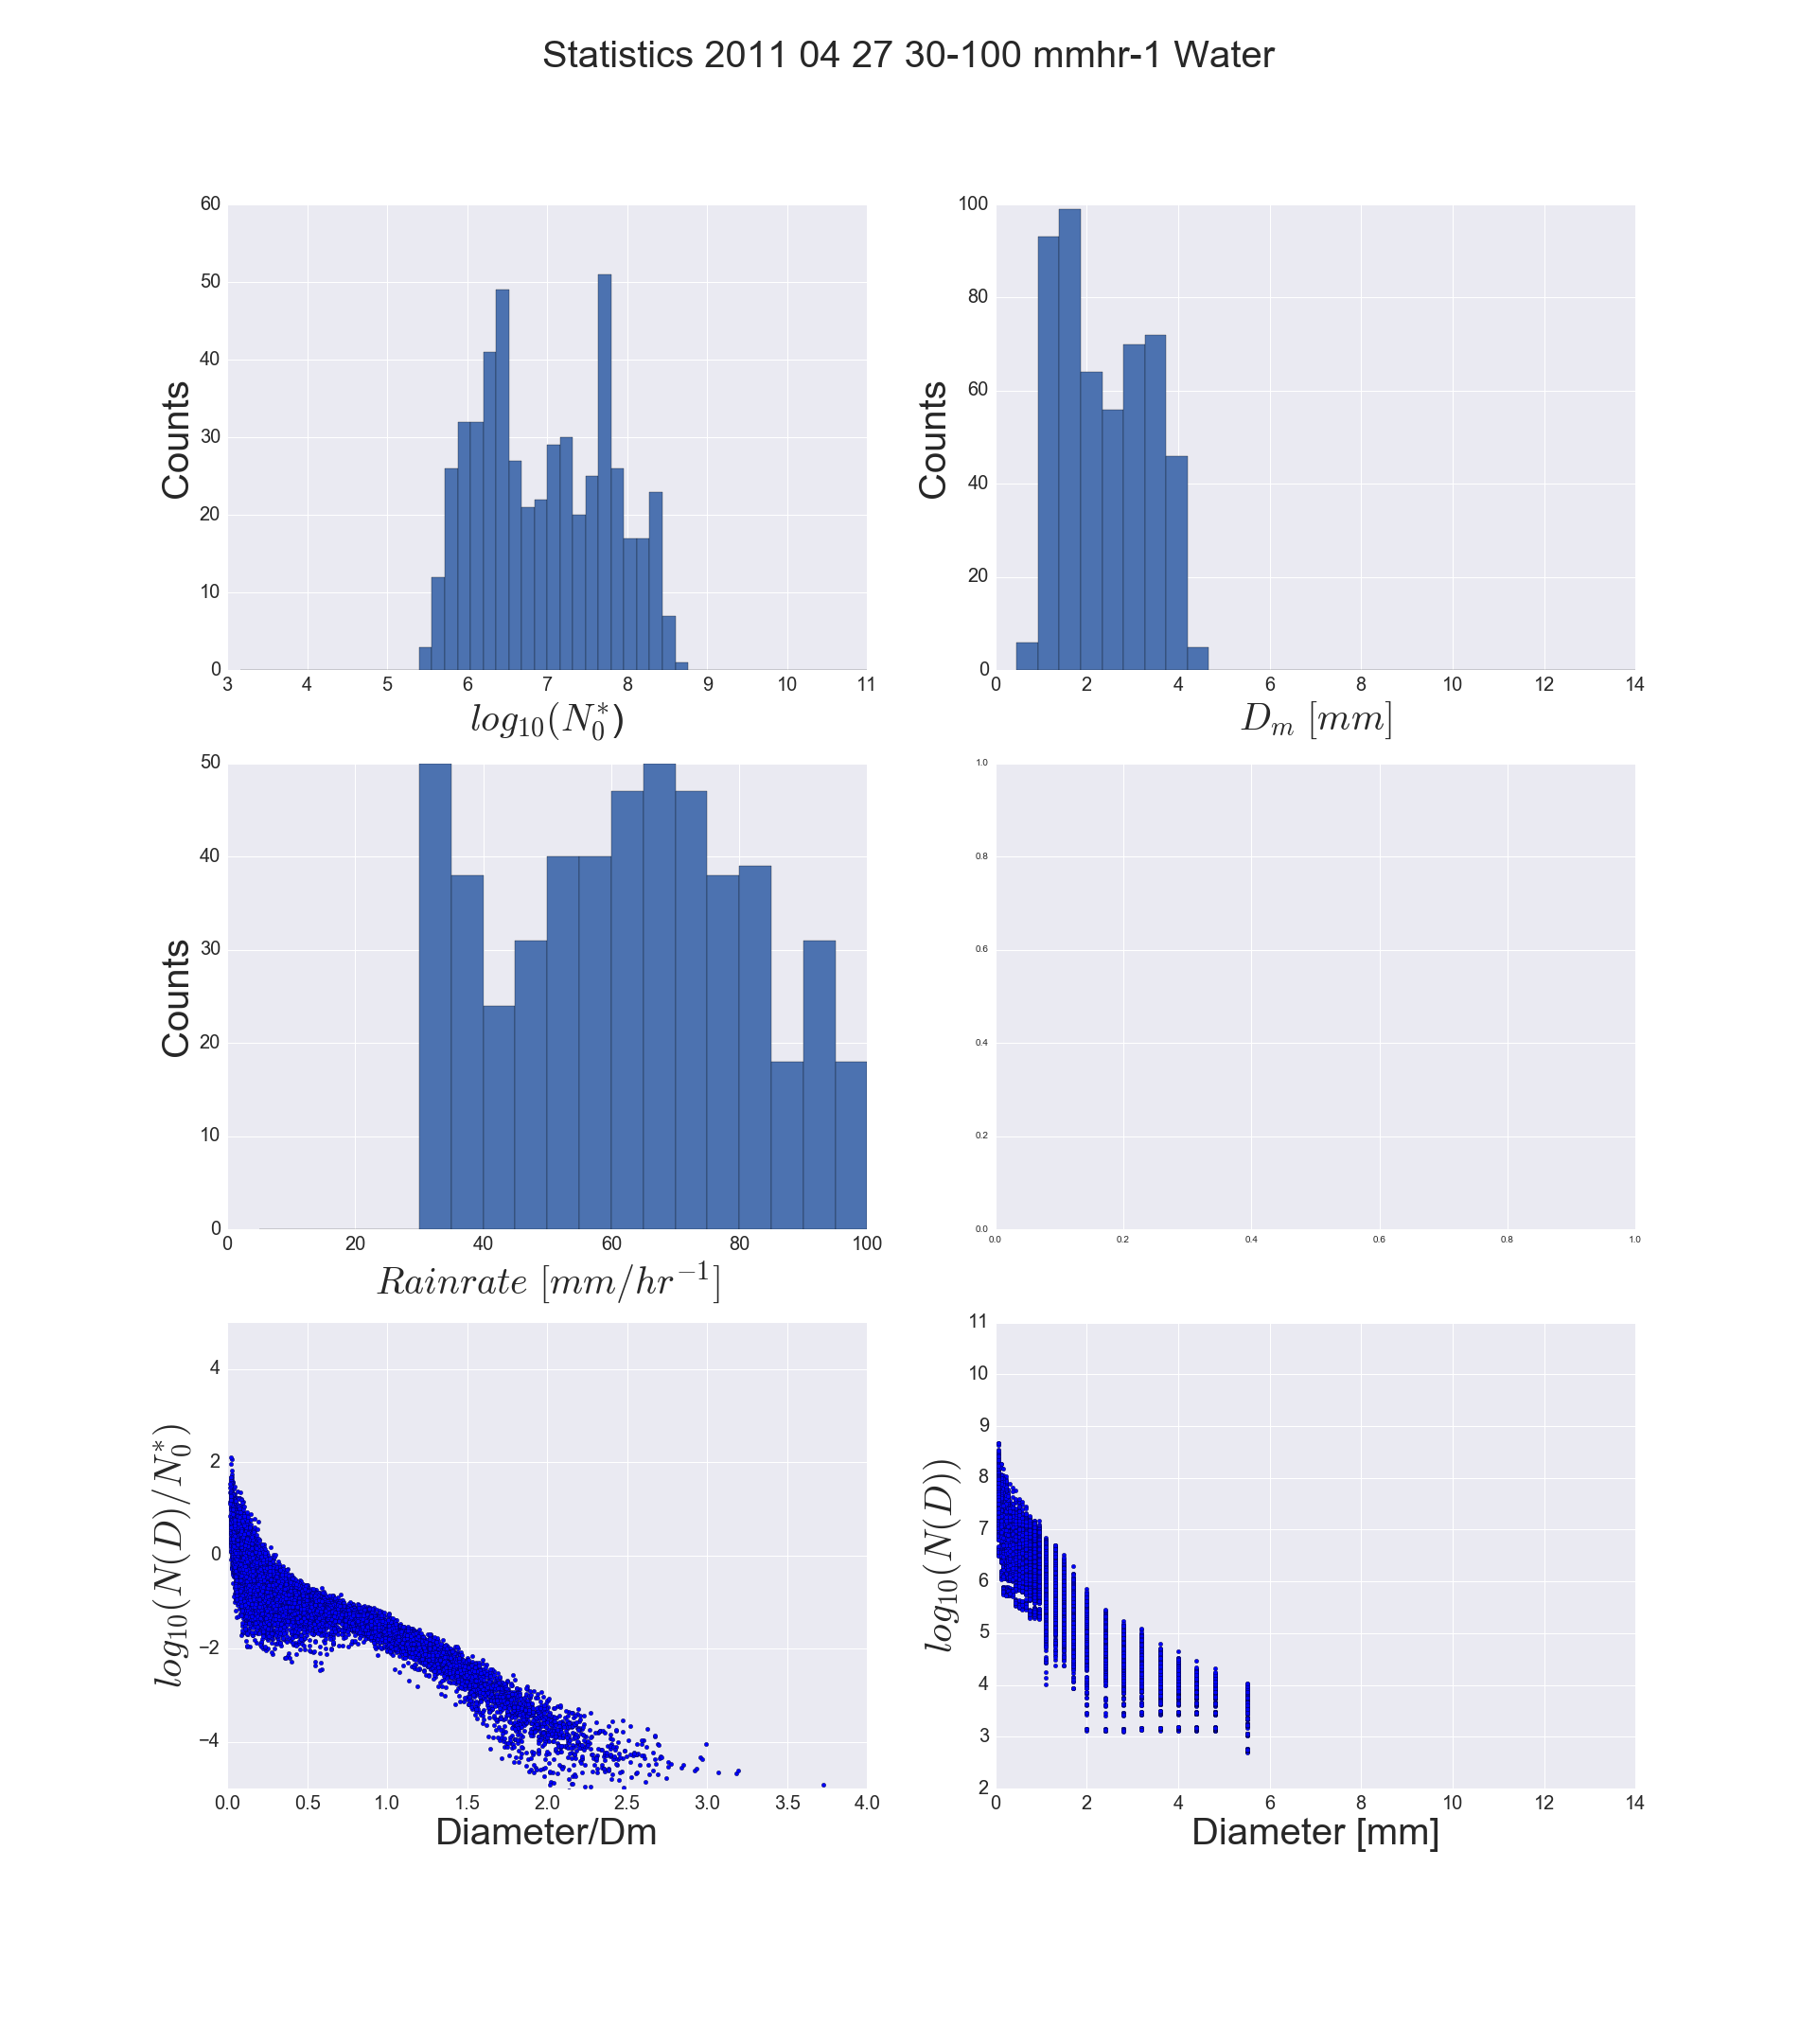 Statistics 2011 04 27 30-100 mmhr-1 Water
60
50
40
30
20
10
0
Counts
3 4 5 6 7 8 9 10 11
log₁₀(N₀*)
100
80
60
40
20
0
Counts
0 2 4 6 8 10 12 14
Dₘ [mm]
50
40
30
20
10
0
Counts
0 20 40 60 80 100
Rainrate [mm/hr⁻¹]
1.0
0.8
0.6
0.4
0.2
0.0
0.0 0.2 0.4 0.6 0.8 1.0
4
2
0
−2
−4
log₁₀(N(D)/N₀*)
0.0 0.5 1.0 1.5 2.0 2.5 3.0 3.5 4.0
Diameter/Dm
11
10
9
8
7
6
5
4
3
2
log₁₀(N(D))
0 2 4 6 8 10 12 14
Diameter [mm]